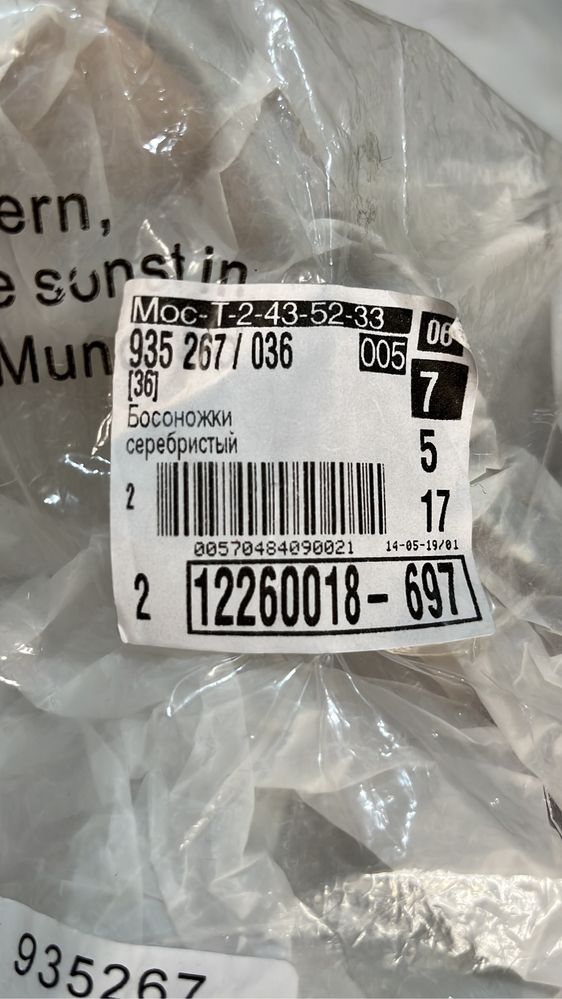 ern,
e sonst in
Mun
Мос-Т-2-43-52-33
06
935 267 / 036
005
7
[36]
Босоножки
серебристый
5
2
17
00570484090021
14-05-19/01
2
12260018- 697
935267